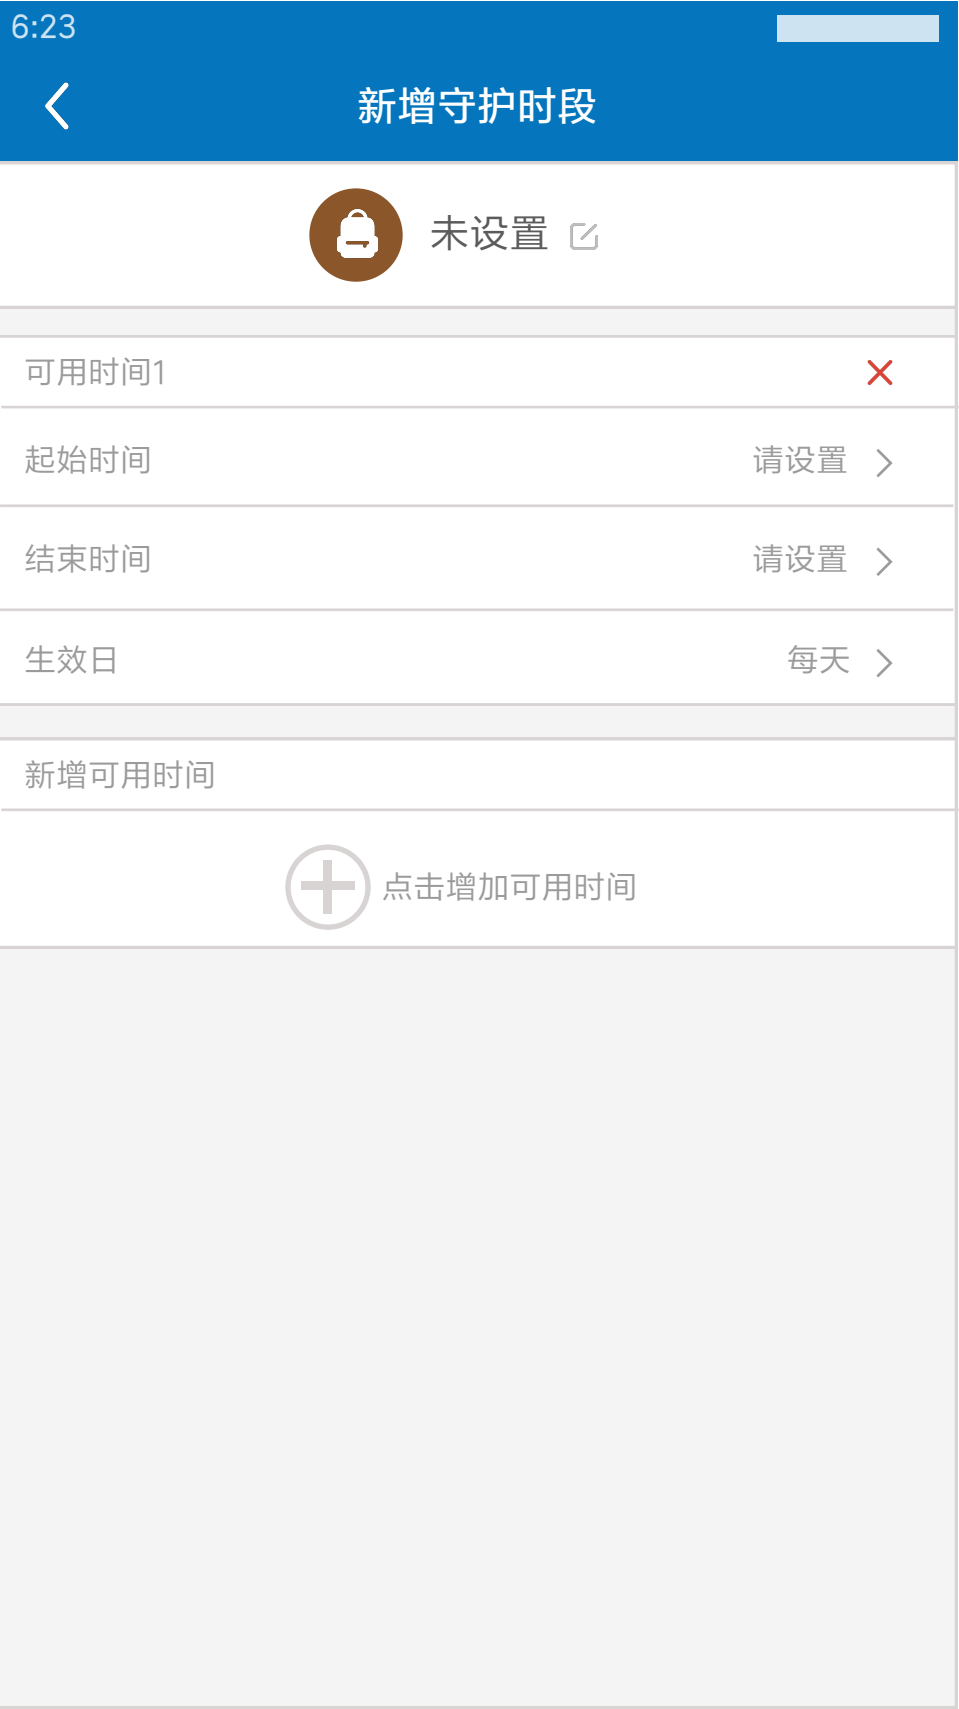 6:23
新增守护时段
未设置
可用时间1
起始时间 请设置
结束时间 请设置
生效日 每天
新增可用时间
点击增加可用时间